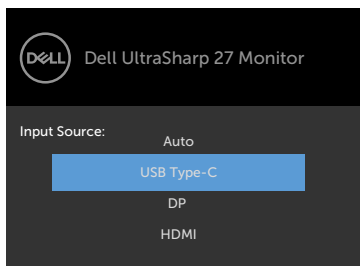 DELL
Dell UltraSharp 27 Monitor
Input Source:
Auto
USB Type-C
DP
HDMI